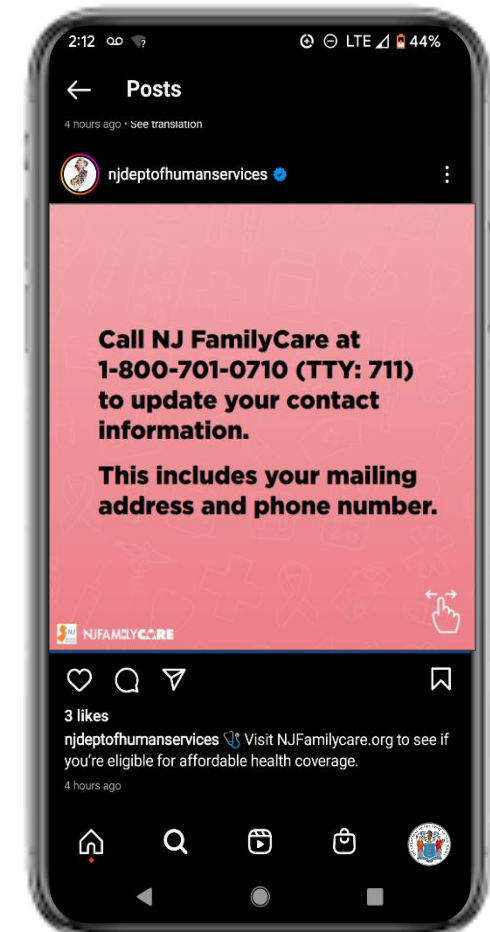 2:12
LTE
44%
Posts
4 hours ago • See translation
njdeptofhumanservices
Call NJ FamilyCare at
1-800-701-0710 (TTY: 711)
to update your contact
information.
This includes your mailing
address and phone number.
NJ
NJFAMILYCARE
3 likes
njdeptofhumanservices Visit NJFamilycare.org to see if
you're eligible for affordable health coverage.
4 hours ago